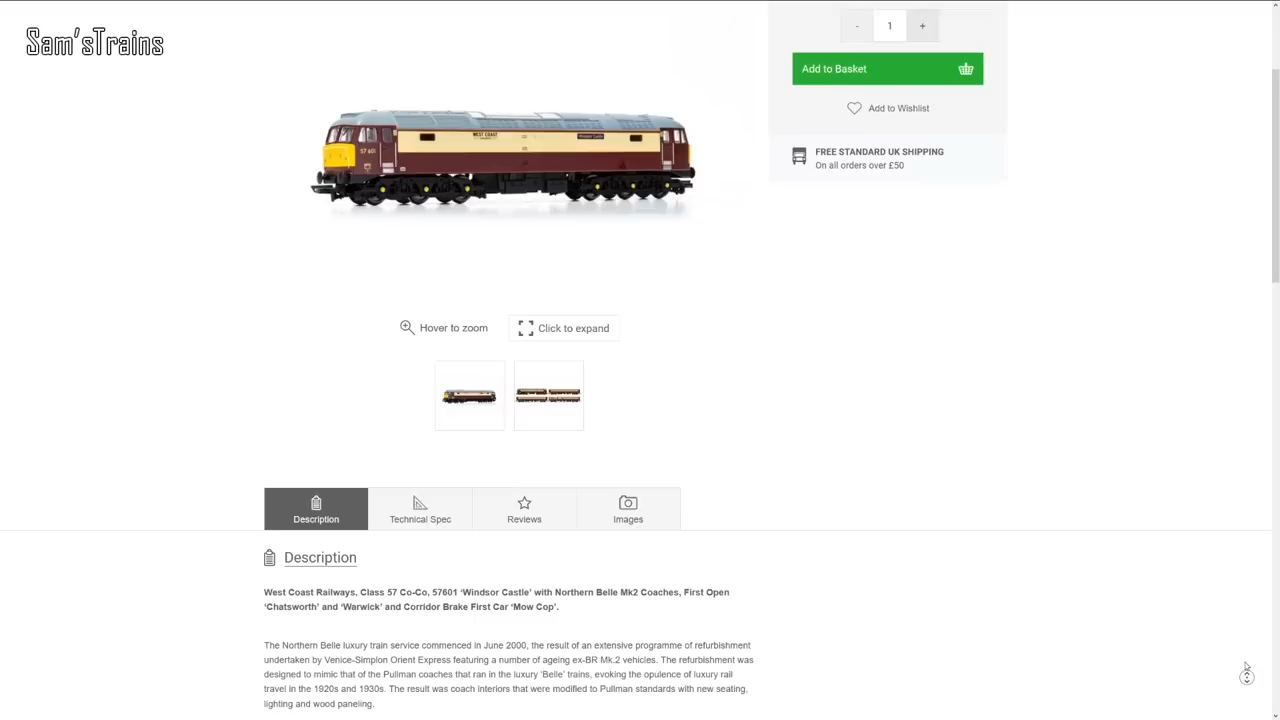 Sam'sTrains
- 1 +
Add to Basket
Add to Wishlist
FREE STANDARD UK SHIPPING
On all orders over £50
WEST COAST
57 601
Hover to zoom
Click to expand
Description
Technical Spec
Reviews
Images
Description
West Coast Railways, Class 57 Co-Co, 57601 ‘Windsor Castle’ with Northern Belle Mk2 Coaches, First Open
‘Chatsworth’ and ‘Warwick’ and Corridor Brake First Car ‘Mow Cop’.
The Northern Belle luxury train service commenced in June 2000, the result of an extensive programme of refurbishment
undertaken by Venice-Simplon Orient Express featuring a number of ageing ex-BR Mk.2 vehicles. The refurbishment was
designed to mimic that of the Pullman coaches that ran in the luxury ‘Belle’ trains, evoking the opulence of luxury rail
travel in the 1920s and 1930s. The result was coach interiors that were modified to Pullman standards with new seating,
lighting and wood paneling.